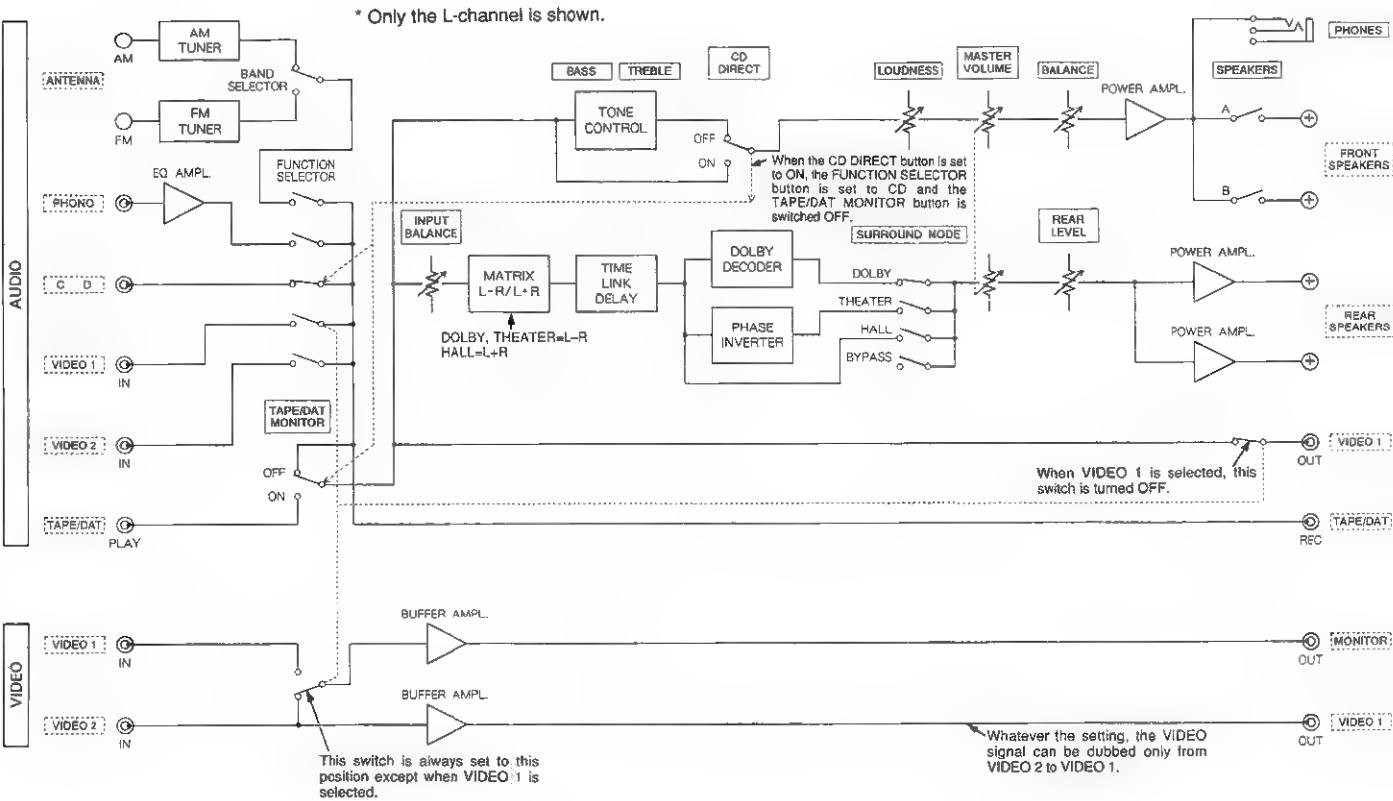 * Only the L-channel is shown.
AUDIO
ANTENNA
AM
AM
TUNER
BAND
SELECTOR
FM
FM
TUNER
EQ AMPL.
FUNCTION
SELECTOR
PHONO
C D
VIDEO 1
IN
VIDEO 2
IN
TAPE/DAT
MONITOR
OFF
ON
TAPE/DAT
PLAY
BASS
TREBLE
TONE
CONTROL
CD
DIRECT
OFF
ON
When the CD DIRECT button is set
to ON, the FUNCTION SELECTOR
button is set to CD and the
TAPE/DAT MONITOR button is
switched OFF.
LOUDNESS
MASTER
VOLUME
BALANCE
POWER AMPL.
PHONES
SPEAKERS
A
B
FRONT
SPEAKERS
INPUT
BALANCE
MATRIX
L-R/L+R
DOLBY, THEATER=L-R
HALL=L+R
TIME
LINK
DELAY
DOLBY
DECODER
PHASE
INVERTER
SURROUND MODE
DOLBY
THEATER
HALL
BYPASS
REAR
LEVEL
POWER AMPL.
POWER AMPL.
REAR
SPEAKERS
When VIDEO 1 is selected, this
switch is turned OFF.
VIDEO 1
OUT
TAPE/DAT
REC
VIDEO
VIDEO 1
IN
VIDEO 2
IN
BUFFER AMPL.
BUFFER AMPL.
This switch is always set to this
position except when VIDEO 1 is
selected.
Whatever the setting, the VIDEO
signal can be dubbed only from
VIDEO 2 to VIDEO 1.
MONITOR
OUT
VIDEO 1
OUT